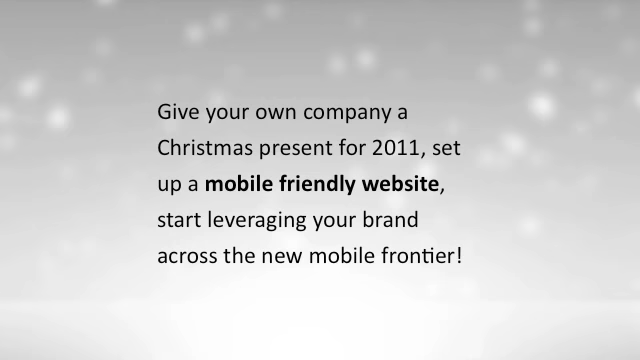 Give your own company a
Christmas present for 2011, set
up a mobile friendly website,
start leveraging your brand
across the new mobile frontier!